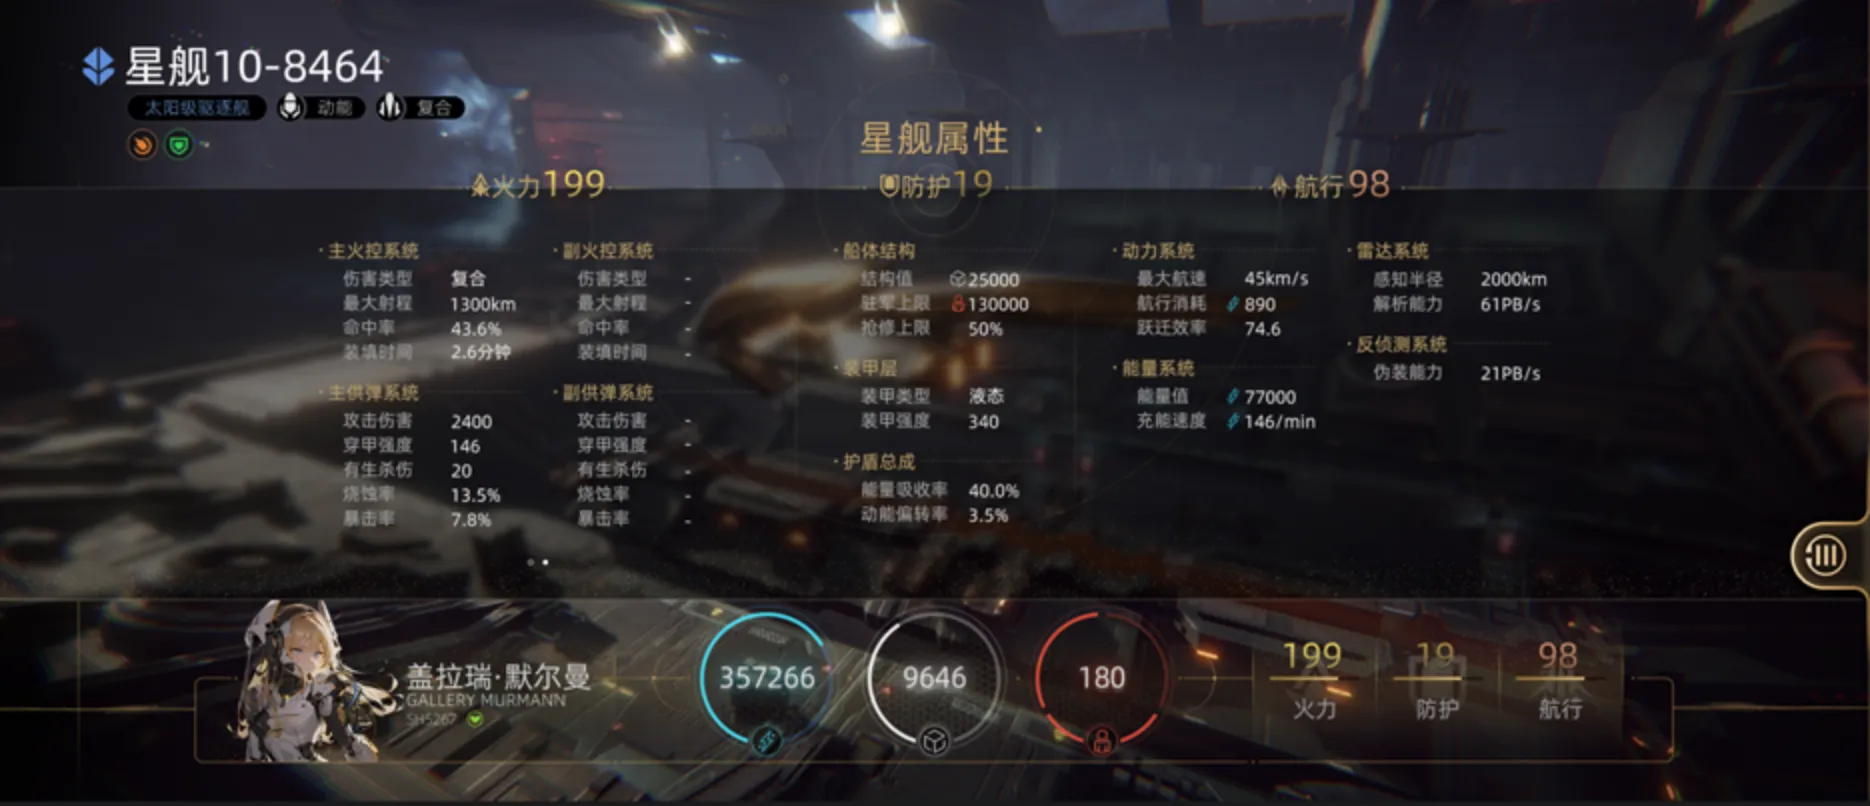 星舰10-8464
太阳级驱逐舰 动能 复合
星舰属性
火力199 防护19 航行98
主火控系统
伤害类型 复合
最大射程 1300km
命中率 43.6%
装填时间 2.6分钟
主供弹系统
攻击伤害 2400
穿甲强度 146
有生杀伤 20
烧蚀率 13.5%
暴击率 7.8%
副火控系统
伤害类型 -
最大射程 -
命中率 -
装填时间 -
副供弹系统
攻击伤害 -
穿甲强度 -
有生杀伤 -
烧蚀率 -
暴击率 -
船体结构
结构值 25000
驻军上限 130000
抢修上限 50%
装甲层
装甲类型 液态
装甲强度 340
护盾总成
能量吸收率 40.0%
动能偏转率 3.5%
动力系统
最大航速 45km/s
航行消耗 890
跃迁效率 74.6
能量系统
能量值 77000
充能速度 146/min
雷达系统
感知半径 2000km
解析能力 61PB/s
反侦测系统
伪装能力 21PB/s
盖拉瑞·默尔曼
GALLERY MURMANN
SH5267
357266 9646 180
199 19 98
火力 防护 航行